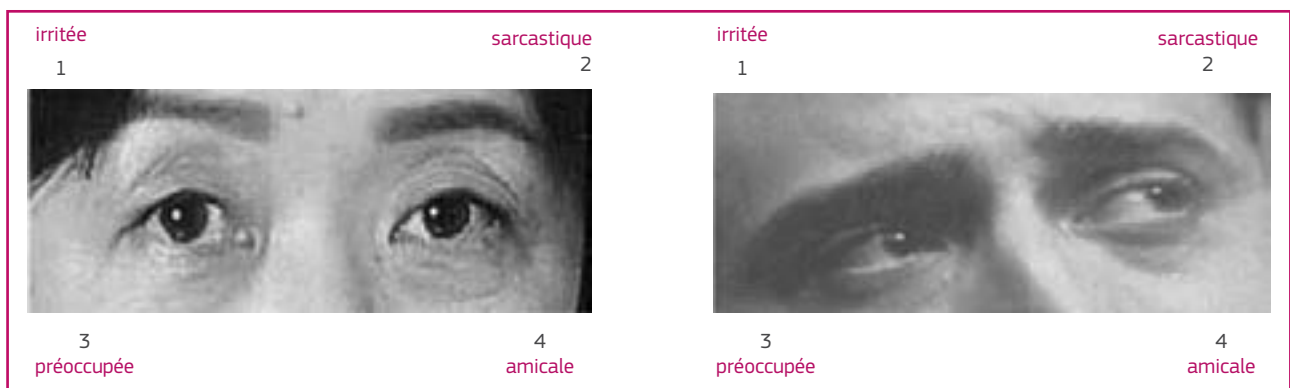 irritée
sarcastique
1
2
3
4
préoccupée
amicale
irritée
sarcastique
1
2
3
4
préoccupée
amicale